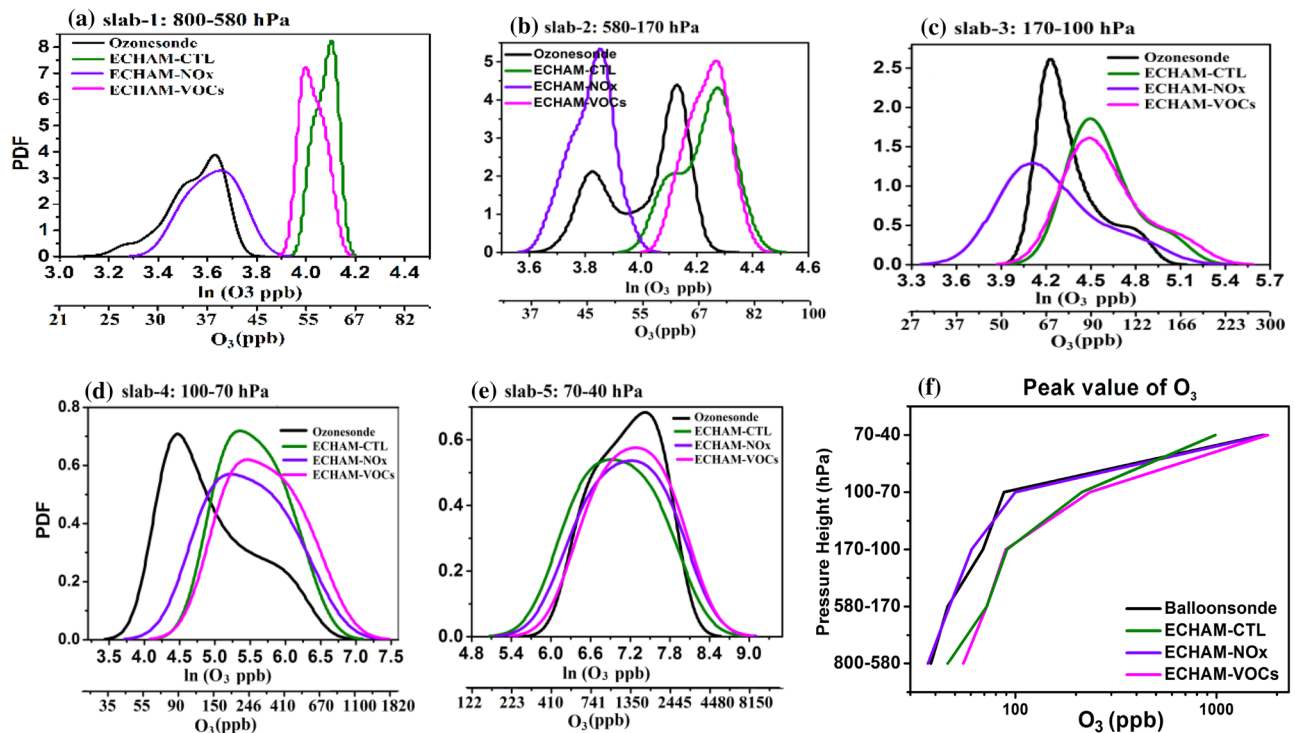 (a) slab-1: 800-580 hPa
Ozonesonde
ECHAM-CTL
ECHAM-NOx
ECHAM-VOCs
PDF
8
7
6
5
4
3
2
1
0
3.0 3.2 3.4 3.6 3.8 4.0 4.2 4.4
ln (O3 ppb)
21 25 30 37 45 55 67 82
O3(ppb)
(b) slab-2: 580-170 hPa
Ozonesonde
ECHAM-CTL
ECHAM-NOx
ECHAM-VOCs
5
4
3
2
1
0
3.6 3.8 4.0 4.2 4.4 4.6
ln (O3 ppb)
37 45 55 67 82 100
O3(ppb)
(c) slab-3: 170-100 hPa
Ozonesonde
ECHAM-CTL
ECHAM-NOx
ECHAM-VOCs
2.5
2.0
1.5
1.0
0.5
0.0
3.3 3.6 3.9 4.2 4.5 4.8 5.1 5.4 5.7
ln (O3 ppb)
27 37 50 67 90 122 166 223 300
O3(ppb)
(d) slab-4: 100-70 hPa
Ozonesonde
ECHAM-CTL
ECHAM-NOx
ECHAM-VOCs
PDF
0.8
0.6
0.4
0.2
0.0
3.5 4.0 4.5 5.0 5.5 6.0 6.5 7.0 7.5
ln (O3 ppb)
35 55 90 150 246 410 670 1100 1820
O3(ppb)
(e) slab-5: 70-40 hPa
Ozonesonde
ECHAM-CTL
ECHAM-NOx
ECHAM-VOCs
0.6
0.4
0.2
0.0
4.8 5.4 6.0 6.6 7.2 7.8 8.4 9.0
ln (O3 ppb)
122 223 410 741 1350 2445 4480 8150
O3(ppb)
(f) Peak value of O3
Pressure Height (hPa)
70-40
100-70
170-100
580-170
800-580
Balloonsonde
ECHAM-CTL
ECHAM-NOx
ECHAM-VOCs
100 1000
O3 (ppb)